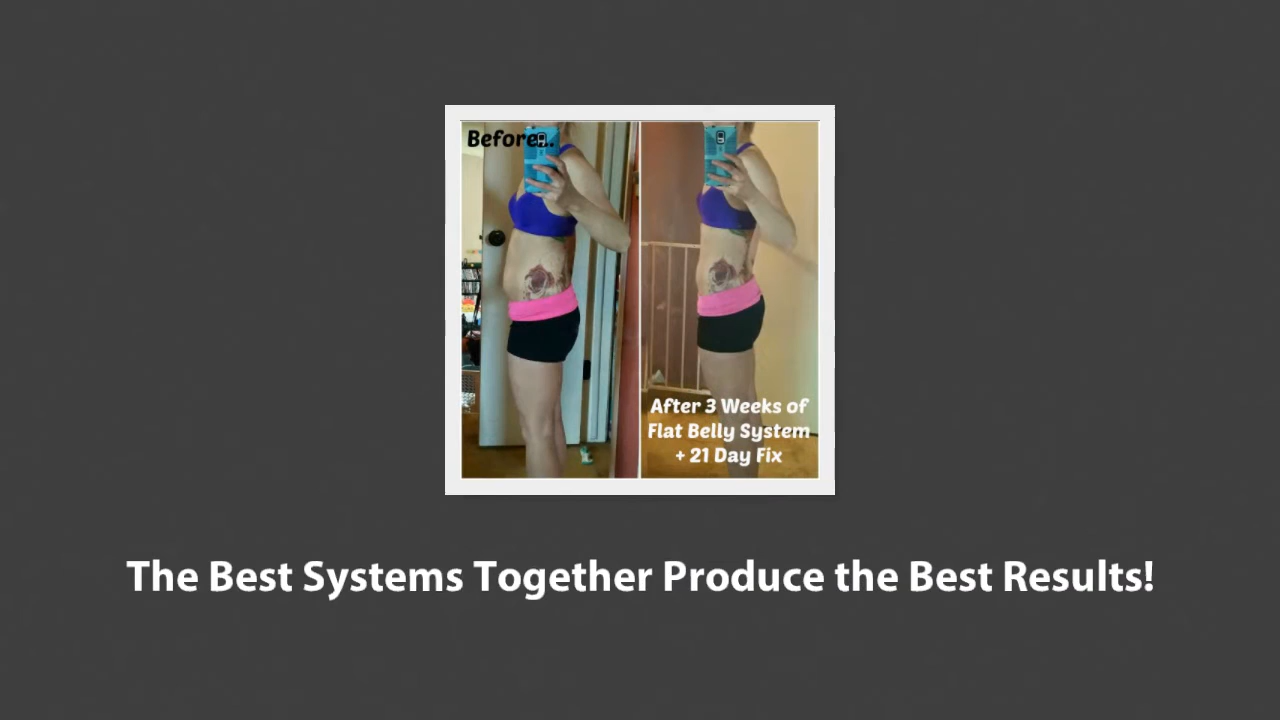 Before...
After 3 Weeks of
Flat Belly System
+ 21 Day Fix
The Best Systems Together Produce the Best Results!